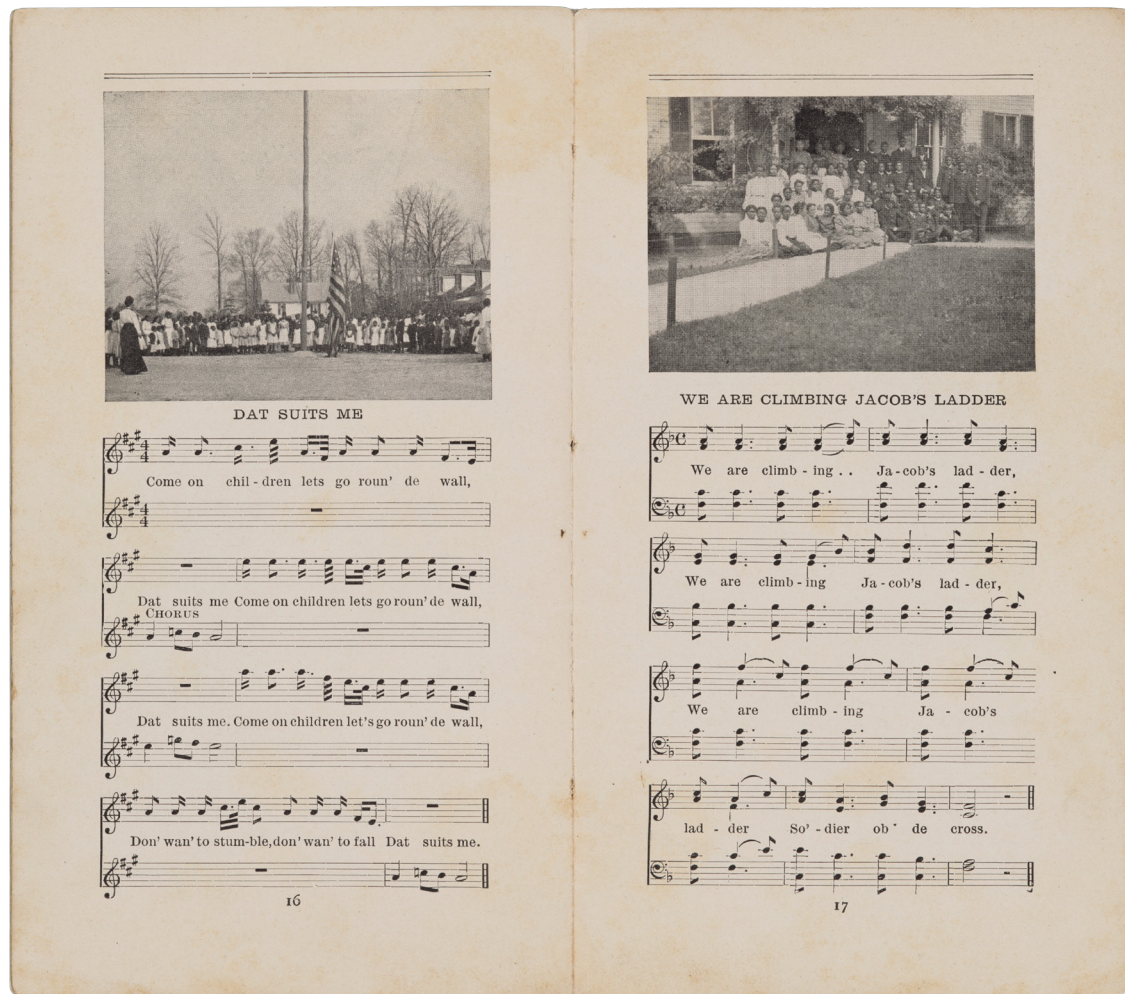 DAT SUITS ME
Come on chil - dren lets go roun' de wall,
Dat suits me Come on children lets go roun' de wall,
CHORUS
Dat suits me. Come on children let's go roun' de wall,
Don' wan' to stum-ble, don' wan' to fall Dat suits me.
16
WE ARE CLIMBING JACOB'S LADDER
We are climb - ing . . Ja - cob's lad - der,
We are climb - ing Ja - cob's lad - der,
We are climb - ing Ja - cob's
lad - der So' - dier ob' de cross.
17